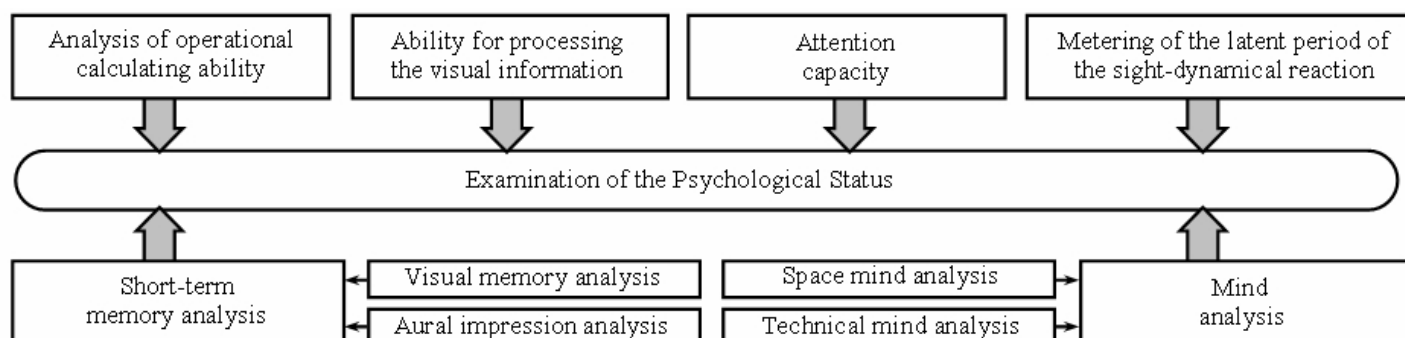 Analysis of operational
calculating ability
Ability for processing
the visual information
Attention
capacity
Metering of the latent period of
the sight-dynamical reaction
Examination of the Psychological Status
Short-term
memory analysis
Visual memory analysis
Aural impression analysis
Space mind analysis
Technical mind analysis
Mind
analysis